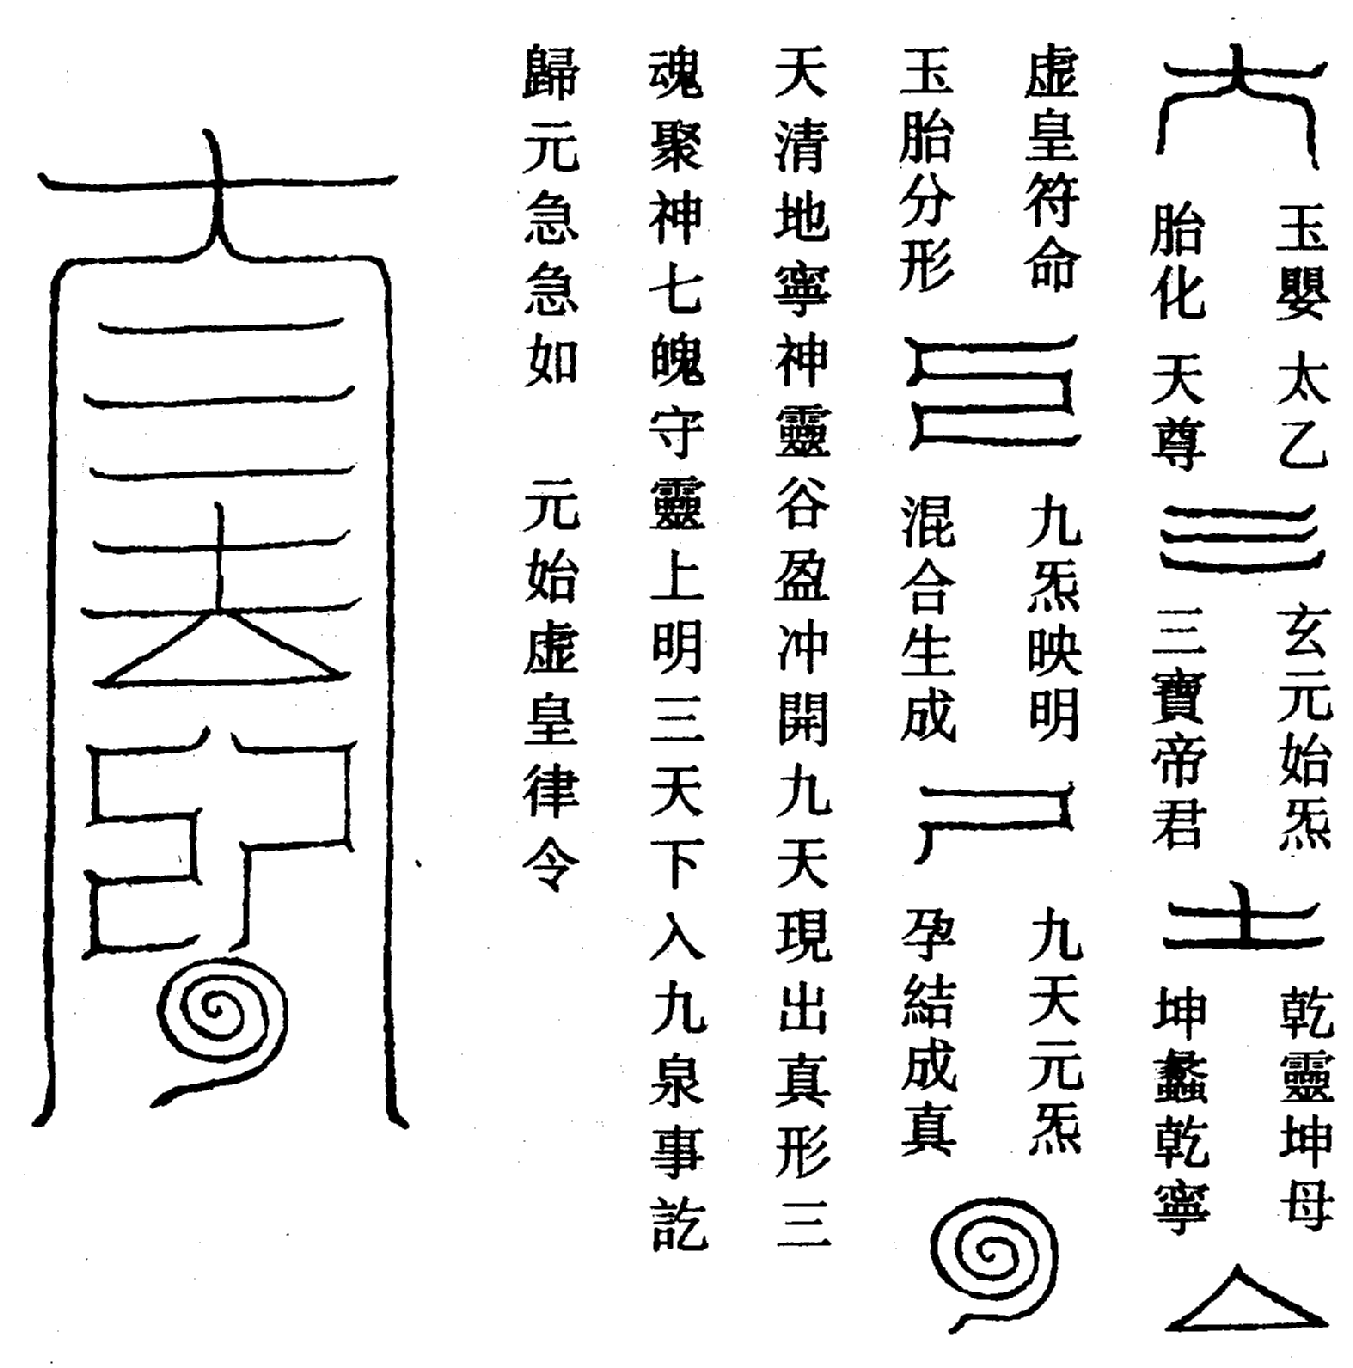 玉嬰
胎化
太乙
天尊
玄元始炁
三寶帝君
乾靈坤母
坤蠡乾寧
虛皇符命
玉胎分形
九炁映明
混合生成
九天元炁
孕結成真
天清地寧神靈谷盈冲開九天現出真形三
魂聚神七魄守靈上明三天下入九泉事訖
歸元急急如 元始虛皇律令